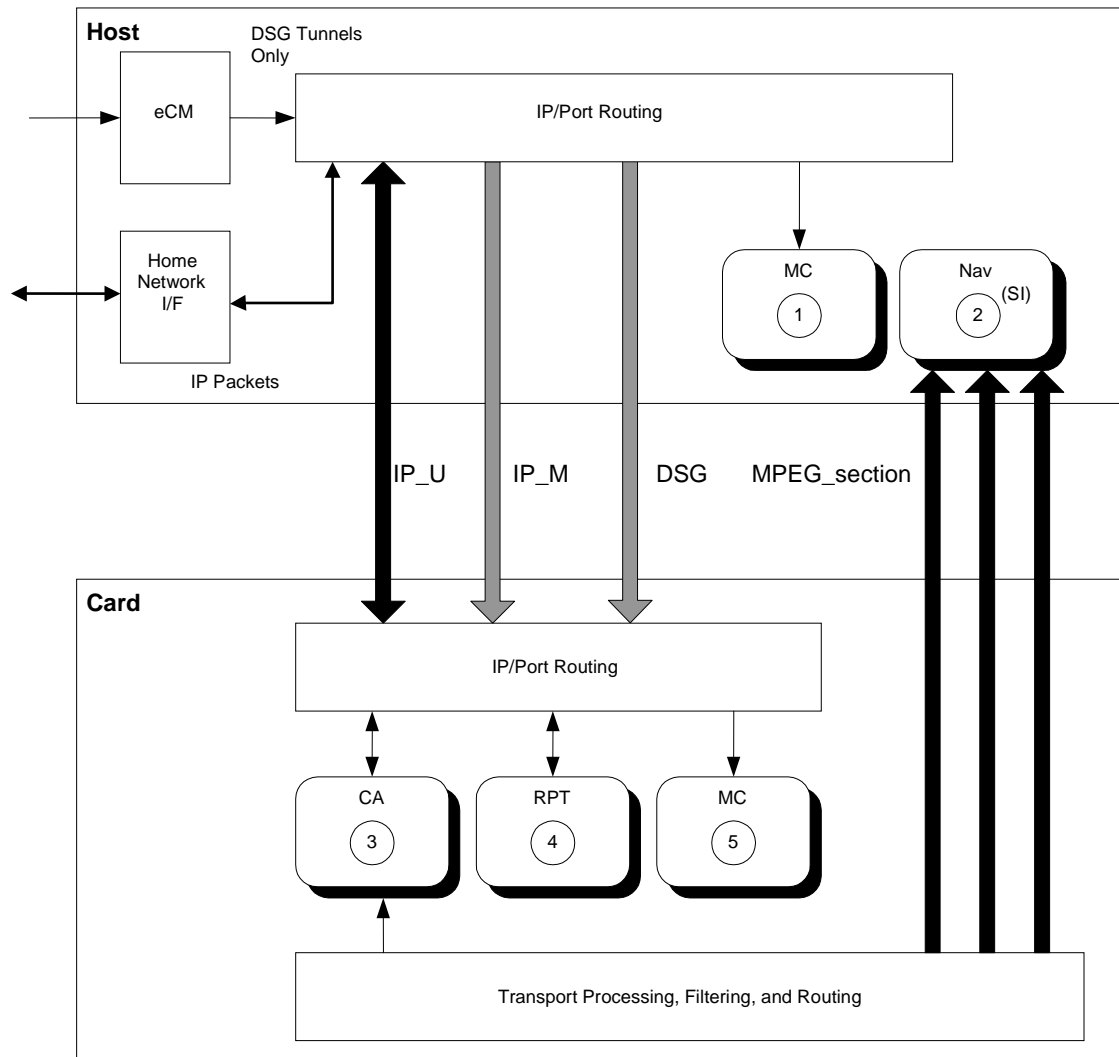 Host
DSG Tunnels
Only
eCM
IP/Port Routing
Home
Network
I/F
IP Packets
MC
1
Nav
(SI)
2
IP_U
IP_M
DSG
MPEG_section
Card
IP/Port Routing
CA
3
RPT
4
MC
5
Transport Processing, Filtering, and Routing